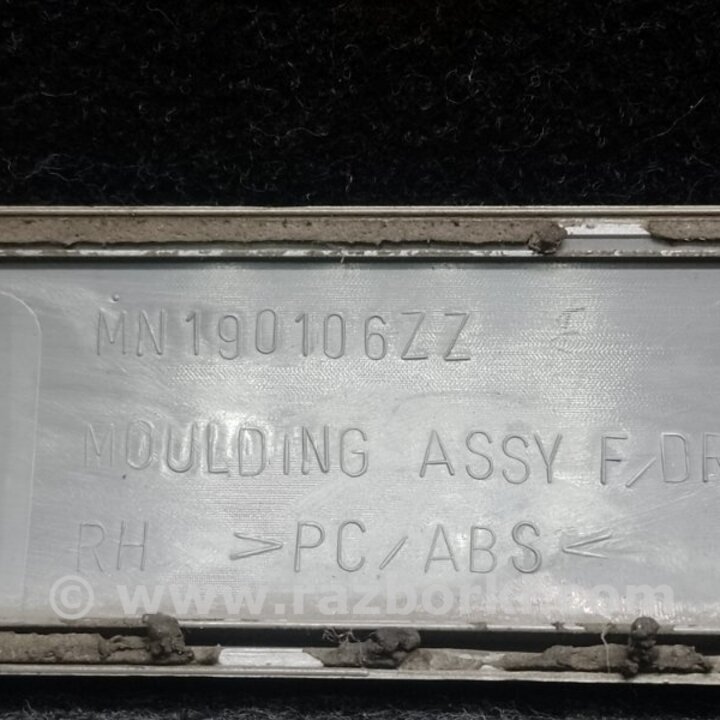 MN190106ZZ
MOULDING ASSY F/DR
RH >PC/ABS<
© www.razborka.com